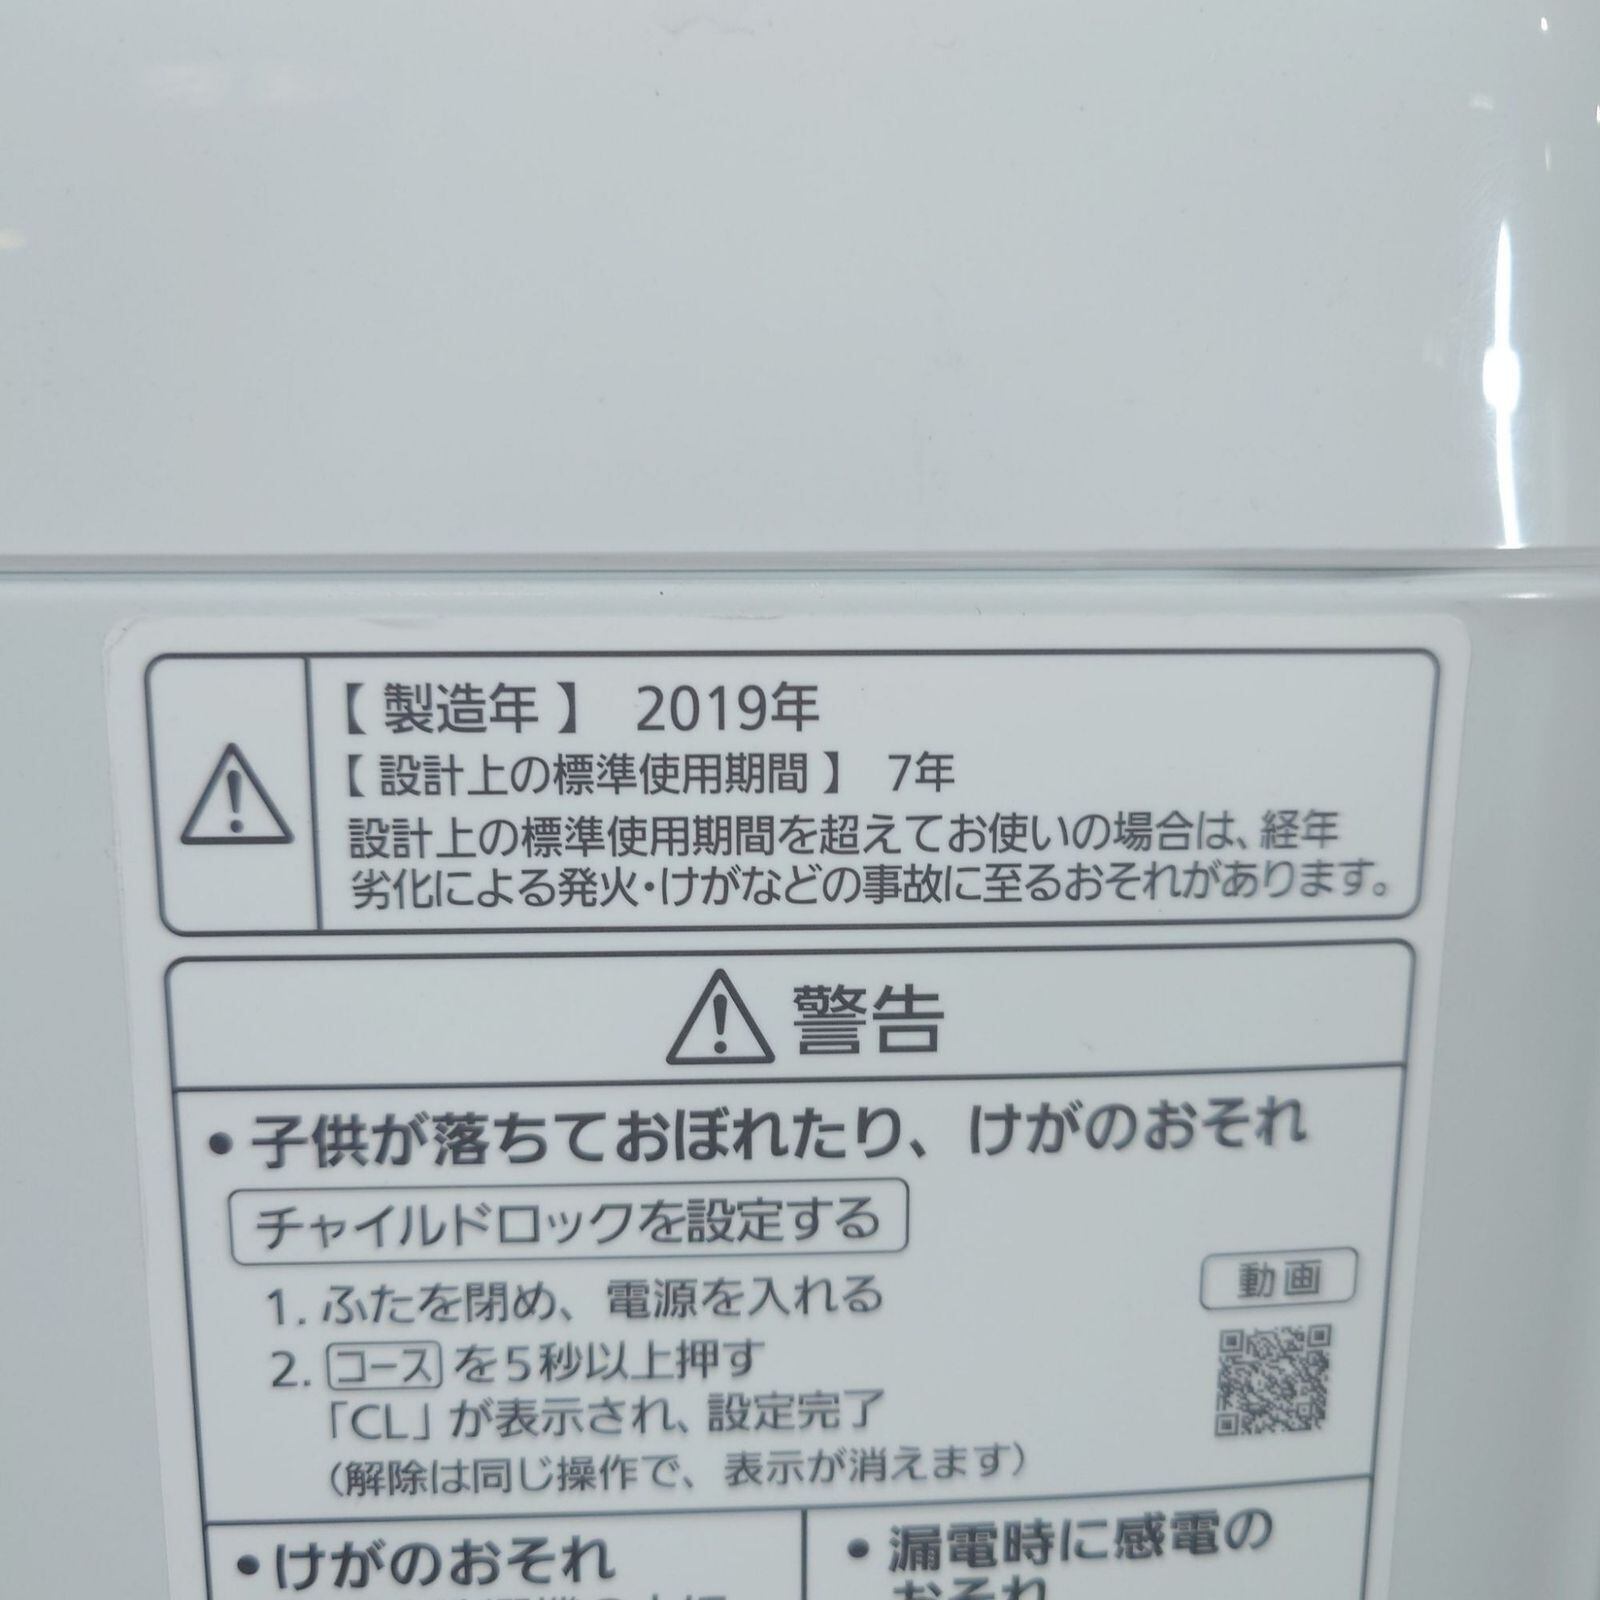 【 製造年 】 2019年
【 設計上の標準使用期間 】 7年
設計上の標準使用期間を超えてお使いの場合は、経年
劣化による発火・けがなどの事故に至るおそれがあります。
警告
• 子供が落ちておぼれたり、けがのおそれ
チャイルドロックを設定する
1. ふたを閉め、電源を入れる
動画
2. コース を5秒以上押す
「CL」が表示され、設定完了
（解除は同じ操作で、表示が消えます）
• けがのおそれ
• 漏電時に感電の
おそれ